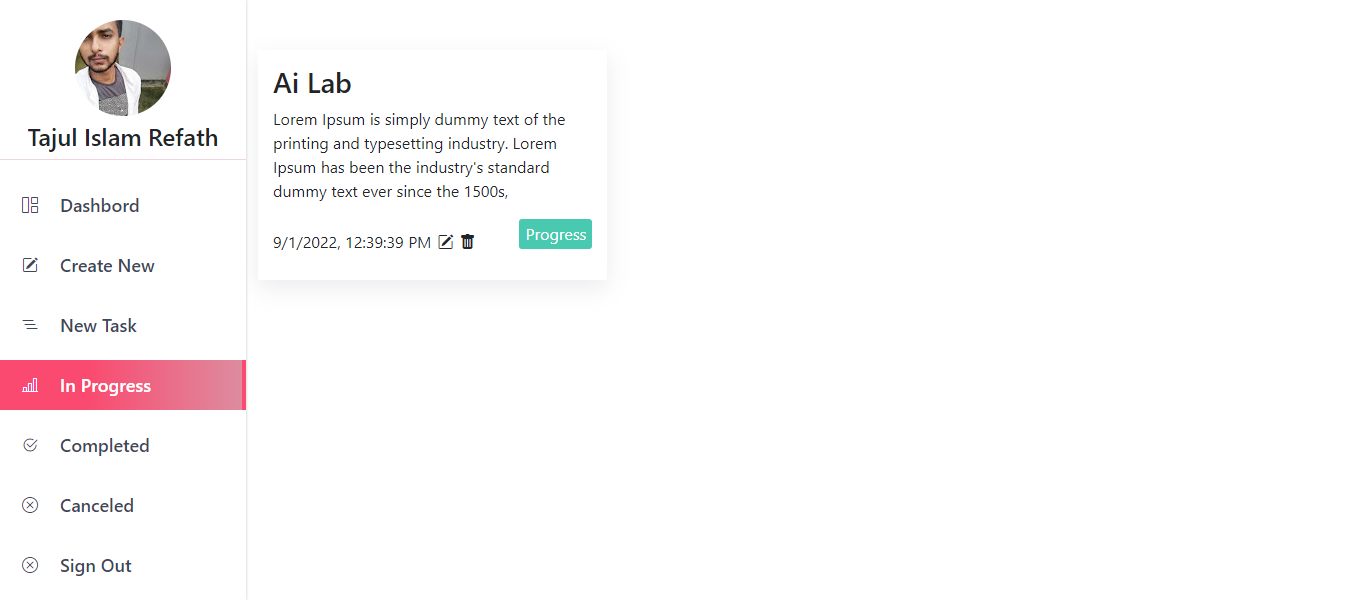 Tajul Islam Refath
Dashbord
Create New
New Task
In Progress
Completed
Canceled
Sign Out
Ai Lab
Lorem Ipsum is simply dummy text of the
printing and typesetting industry. Lorem
Ipsum has been the industry's standard
dummy text ever since the 1500s,
9/1/2022, 12:39:39 PM
Progress